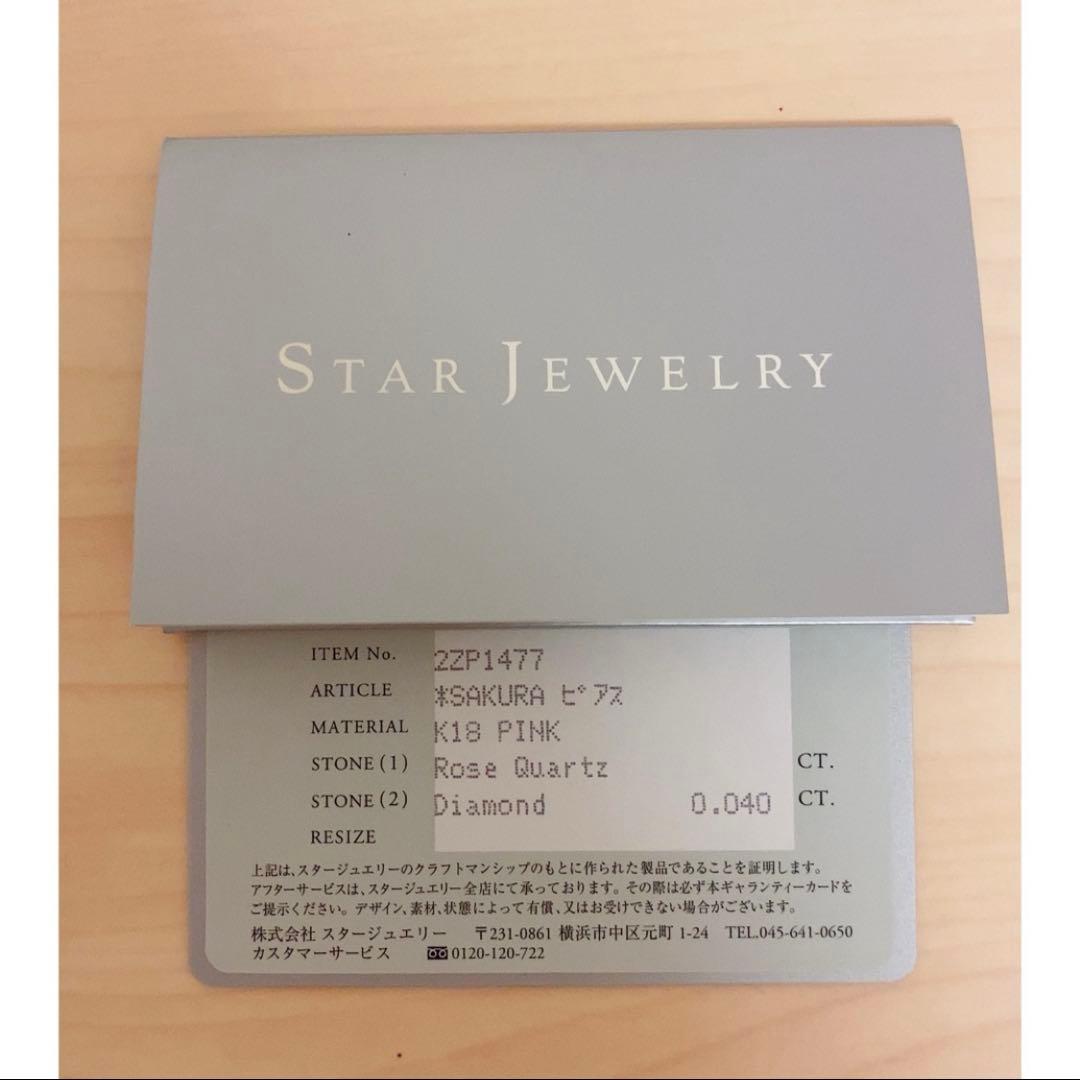 STAR JEWELRY
ITEM No. 2ZP1477
ARTICLE *SAKURA ピアス
MATERIAL K18 PINK
STONE (1) Rose Quartz CT.
STONE (2) Diamond 0.040 CT.
RESIZE
上記は、スタージュエリーのクラフトマンシップのもとに作られた製品であることを証明します。
アフターサービスは、スタージュエリー全店にて承っております。その際は必ず本ギャランティーカードを
ご提示ください。デザイン、素材、状態によって有償、又はお受けできない場合がございます。
株式会社 スタージュエリー 〒231-0861 横浜市中区元町 1-24 TEL.045-641-0650
カスタマーサービス 0120-120-722